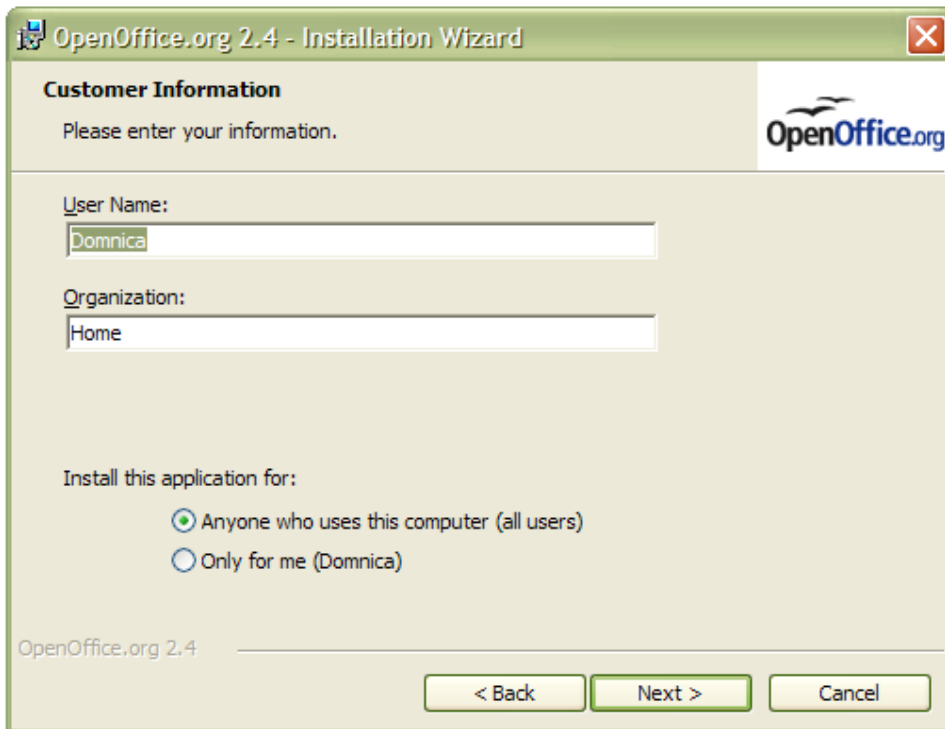 OpenOffice.org 2.4 - Installation Wizard
Customer Information
Please enter your information.
OpenOffice.org
User Name:
Domnica
Organization:
Home
Install this application for:
Anyone who uses this computer (all users)
Only for me (Domnica)
OpenOffice.org 2.4
< Back Next > Cancel